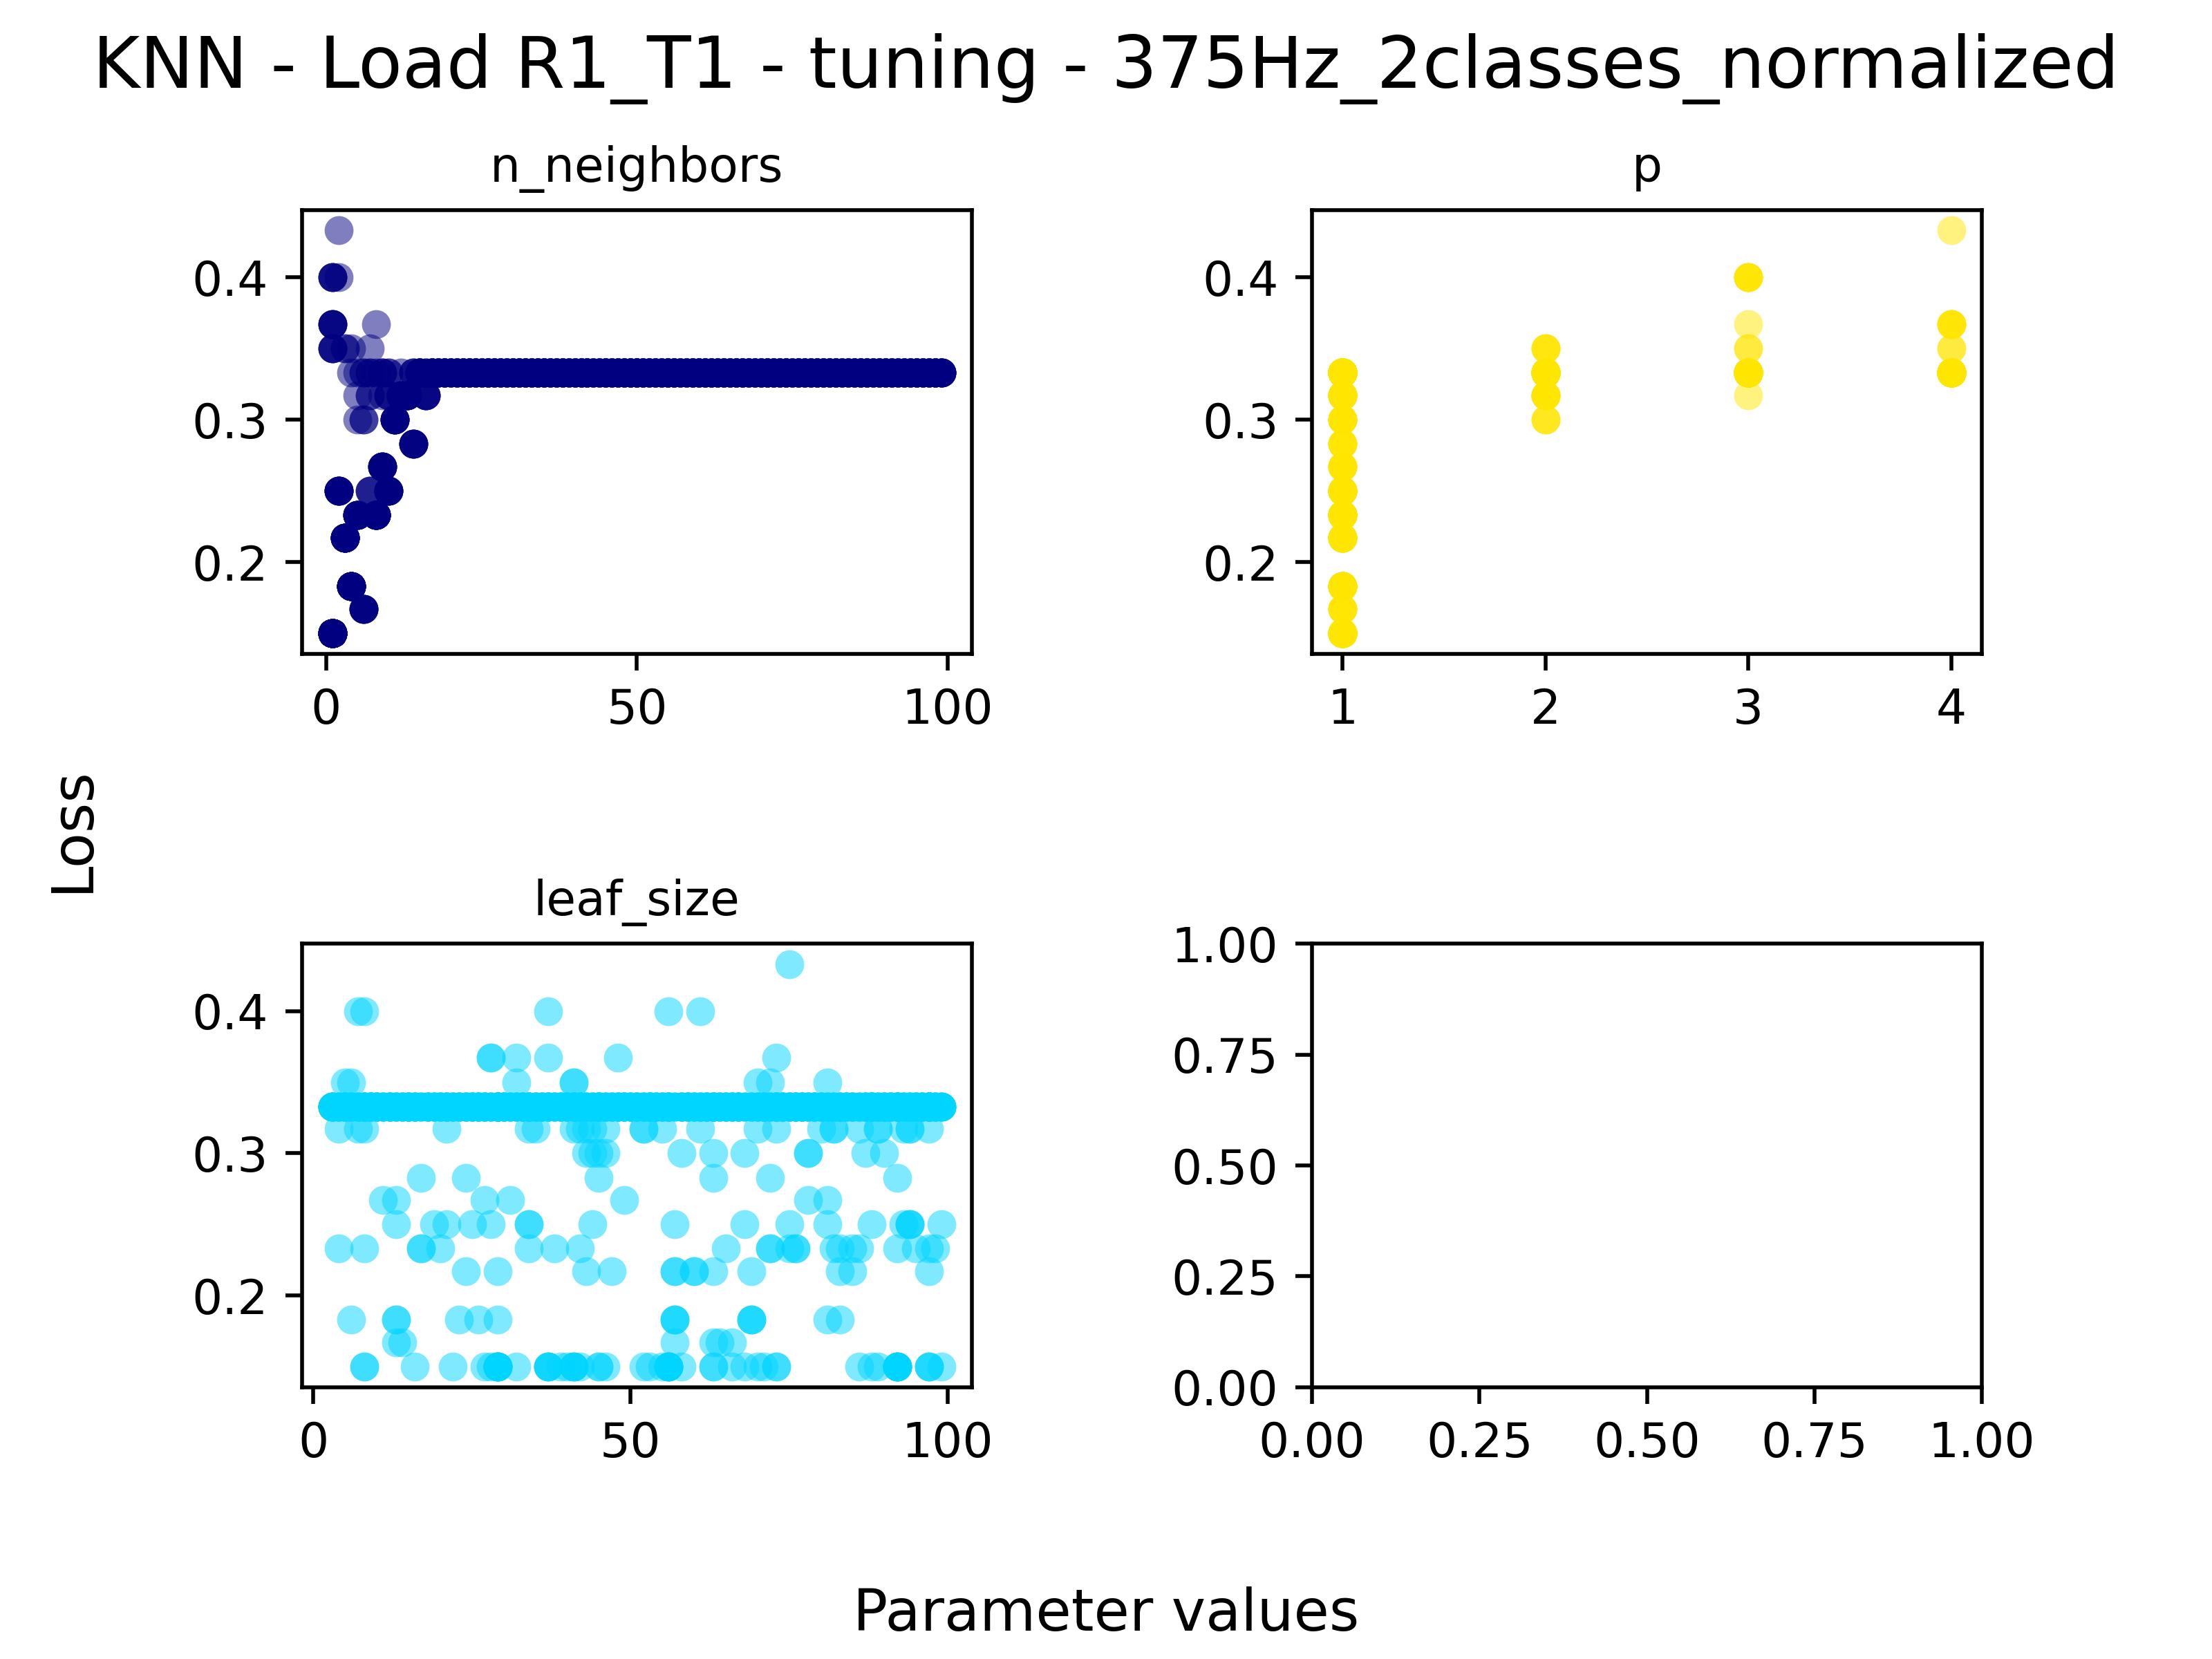 KNN - Load R1_T1 - tuning - 375Hz_2classes_normalized
n_neighbors
0.4
0.3
0.2
0 50 100
p
0.4
0.3
0.2
1 2 3 4
Loss
leaf_size
0.4
0.3
0.2
0 50 100
1.00
0.75
0.50
0.25
0.00
0.00 0.25 0.50 0.75 1.00
Parameter values